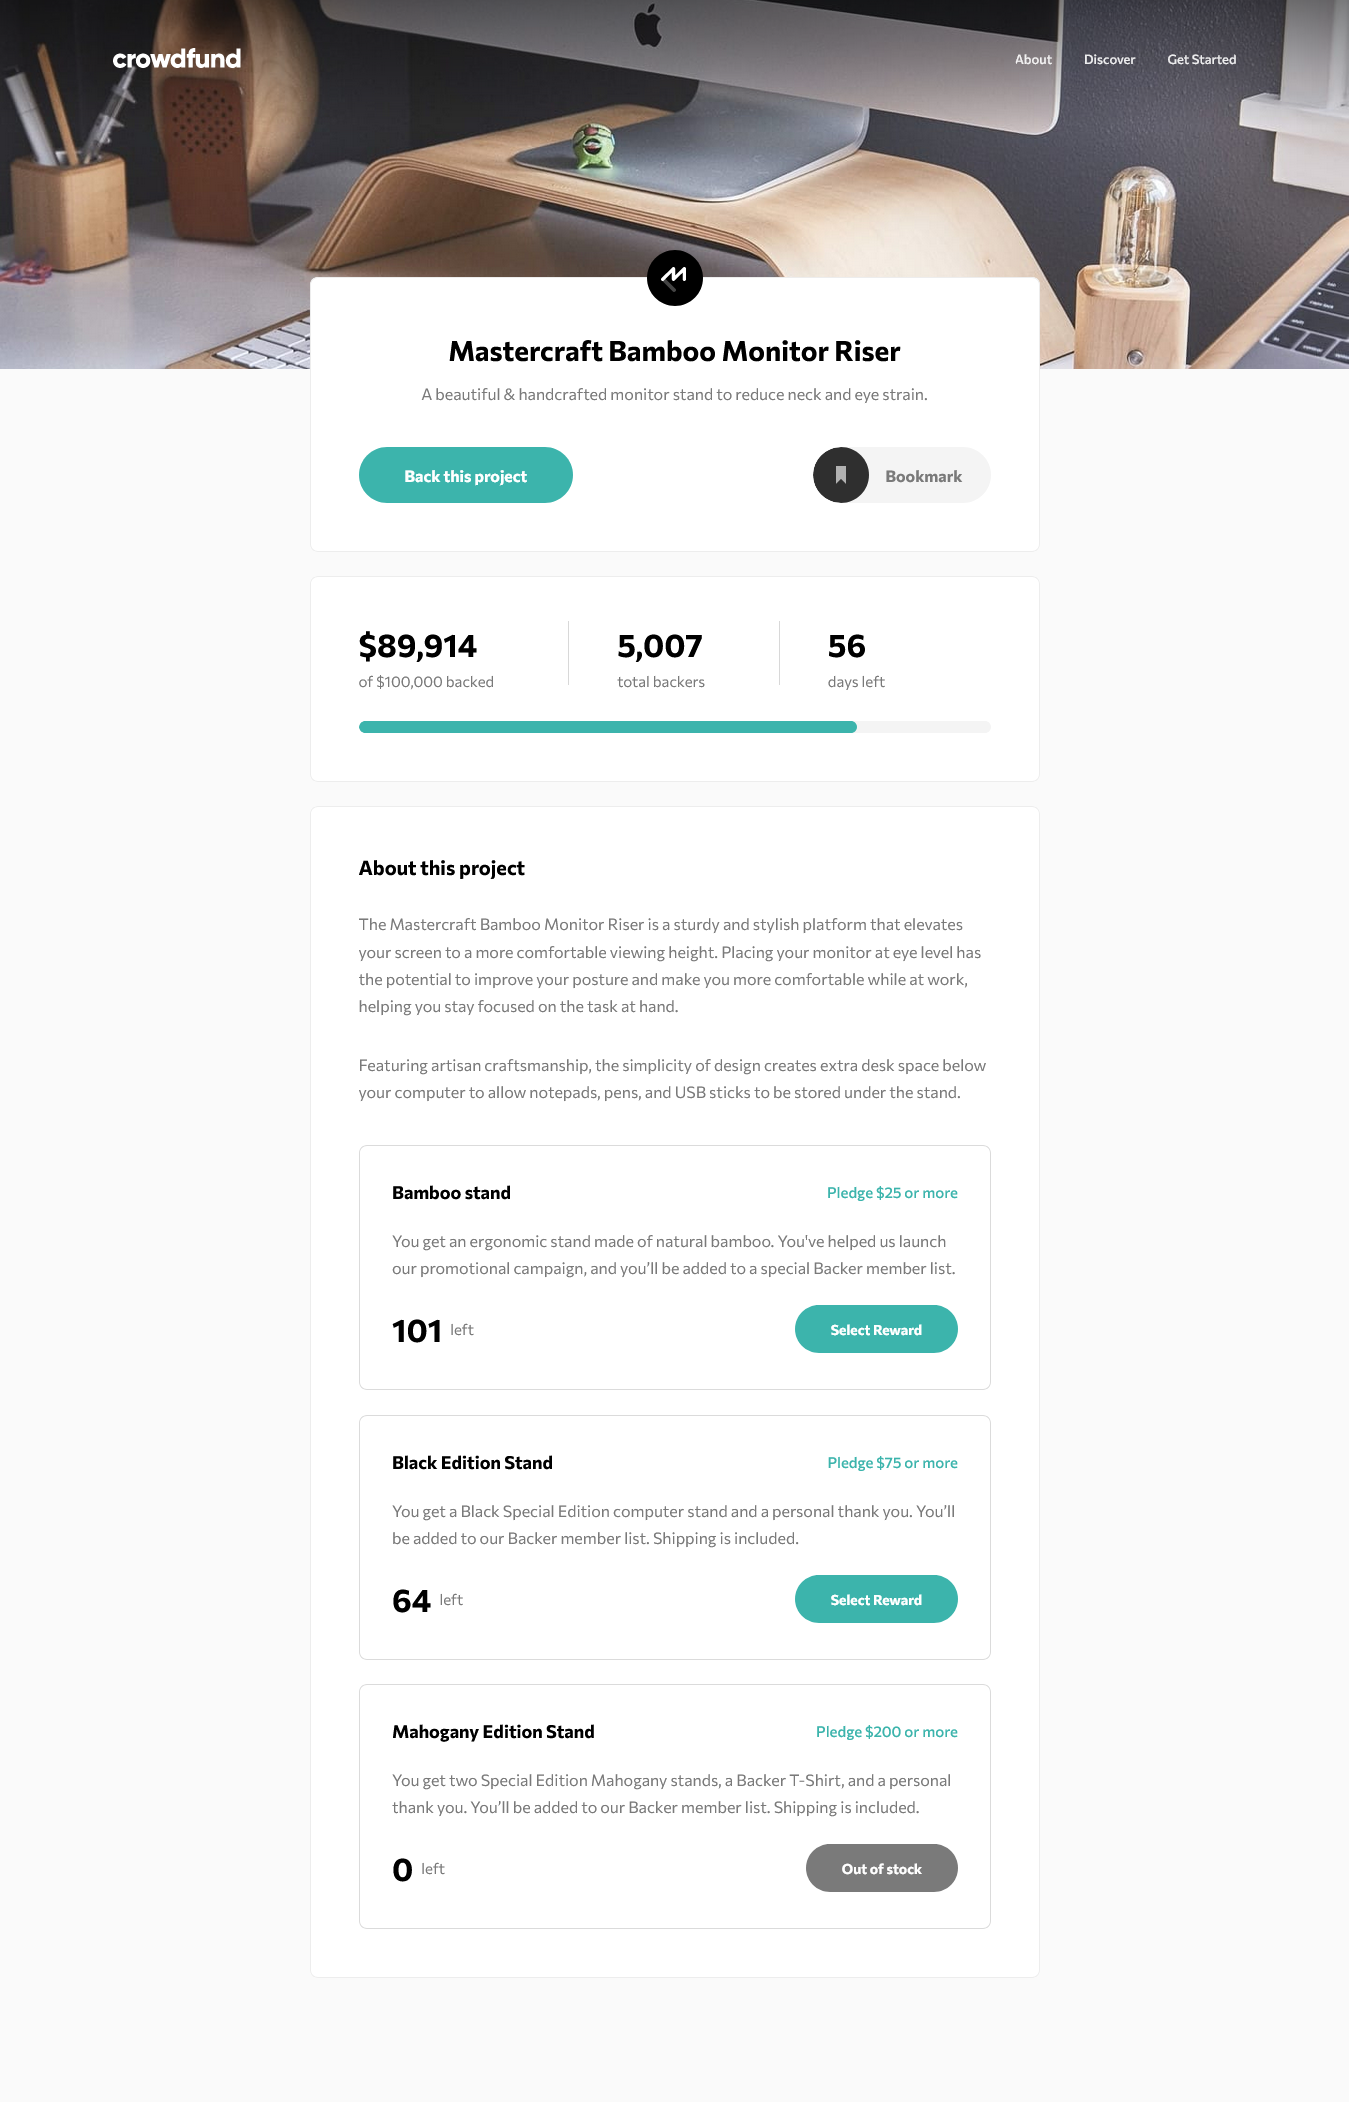 crowdfund
About Discover Get Started
Mastercraft Bamboo Monitor Riser
A beautiful & handcrafted monitor stand to reduce neck and eye strain.
Back this project
Bookmark
$89,914
of $100,000 backed
5,007
total backers
56
days left
About this project
The Mastercraft Bamboo Monitor Riser is a sturdy and stylish platform that elevates
your screen to a more comfortable viewing height. Placing your monitor at eye level has
the potential to improve your posture and make you more comfortable while at work,
helping you stay focused on the task at hand.
Featuring artisan craftsmanship, the simplicity of design creates extra desk space below
your computer to allow notepads, pens, and USB sticks to be stored under the stand.
Bamboo stand
Pledge $25 or more
You get an ergonomic stand made of natural bamboo. You've helped us launch
our promotional campaign, and you’ll be added to a special Backer member list.
101 left
Select Reward
Black Edition Stand
Pledge $75 or more
You get a Black Special Edition computer stand and a personal thank you. You’ll
be added to our Backer member list. Shipping is included.
64 left
Select Reward
Mahogany Edition Stand
Pledge $200 or more
You get two Special Edition Mahogany stands, a Backer T-Shirt, and a personal
thank you. You’ll be added to our Backer member list. Shipping is included.
0 left
Out of stock